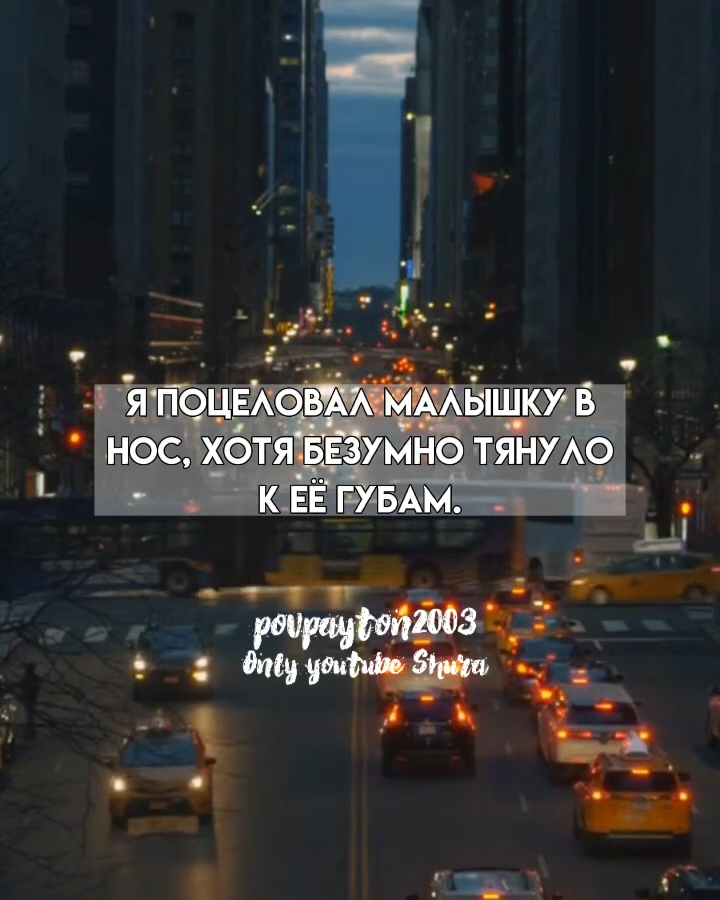 Я ПОЦЕЛОВАЛ МАЛЫШКУ В
НОС, ХОТЯ БЕЗУМНО ТЯНУЛО
К ЕЁ ГУБАМ.
povpayton2003
Only youtube Shura